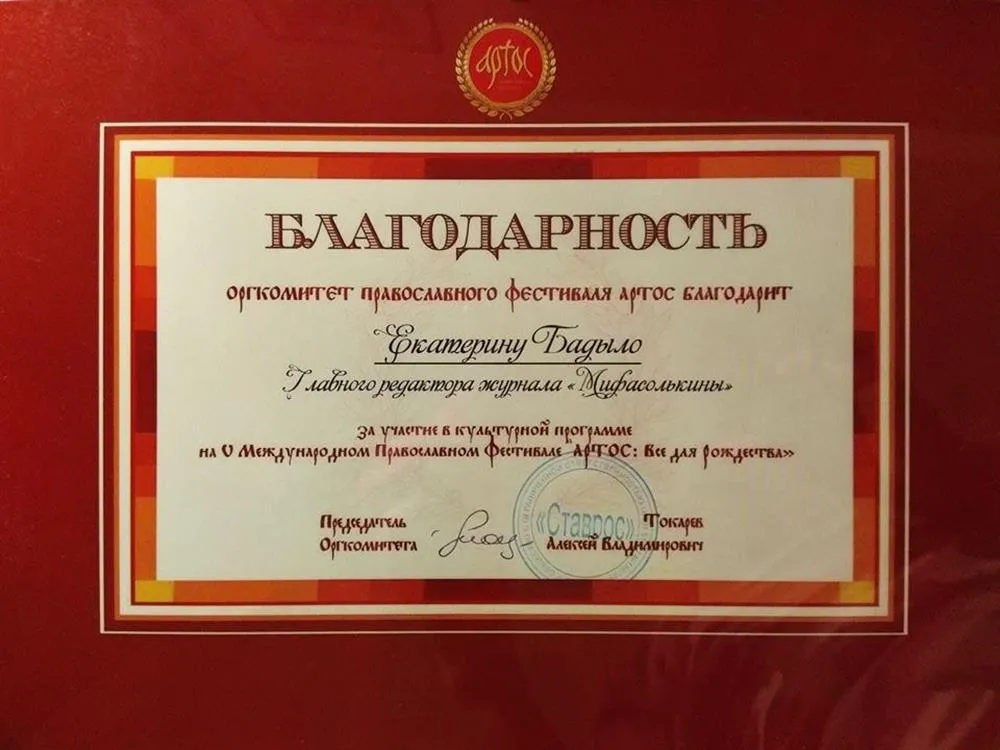 артос
БЛАГОДАРНОСТЬ
ОРГКОМИТЕТ ПРАВОСЛАВНОГО ФЕСТИВАЛЯ АРТОС БЛАГОДАРИТ
Екатерину Бадыло
Главного редактора журнала «Мифасолькины»
за участие в культурной программе
на V Международном Православном Фестивале "АРТОС: Все для Рождества»
Председатель
Оргкомитета
«Ставрос»
Токарев
Алексей Владимирович